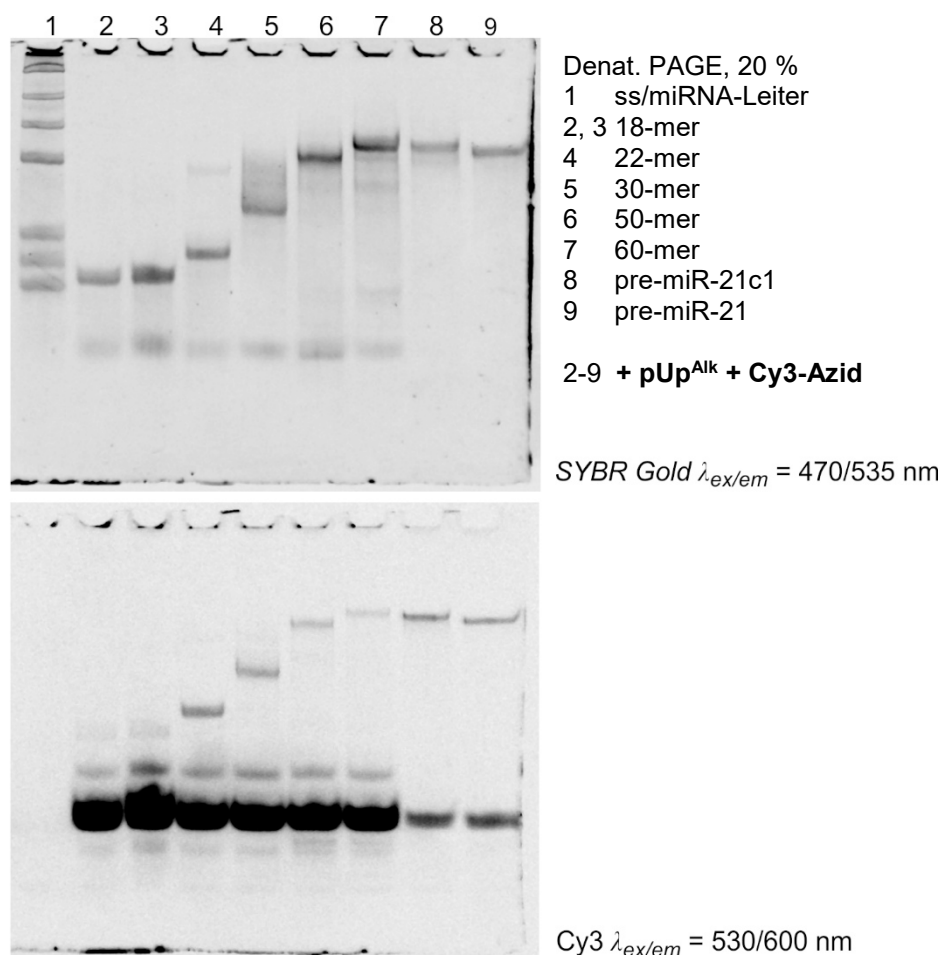 1 2 3 4 5 6 7 8 9
Denat. PAGE, 20 %
1 ss/miRNA-Leiter
2, 3 18-mer
4 22-mer
5 30-mer
6 50-mer
7 60-mer
8 pre-miR-21c1
9 pre-miR-21
2-9 + pUpAlk + Cy3-Azid
SYBR Gold λex/em = 470/535 nm
Cy3 λex/em = 530/600 nm